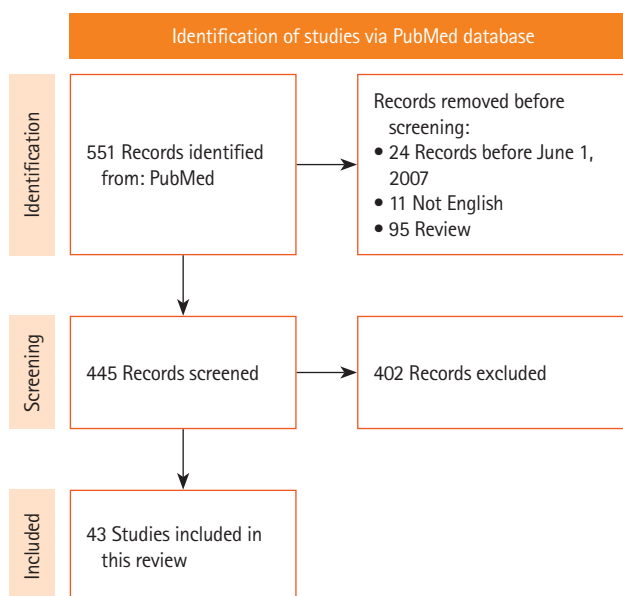 Identification of studies via PubMed database
Identification
551 Records identified
from: PubMed
Records removed before
screening:
• 24 Records before June 1,
2007
• 11 Not English
• 95 Review
Screening
445 Records screened
402 Records excluded
Included
43 Studies included in
this review